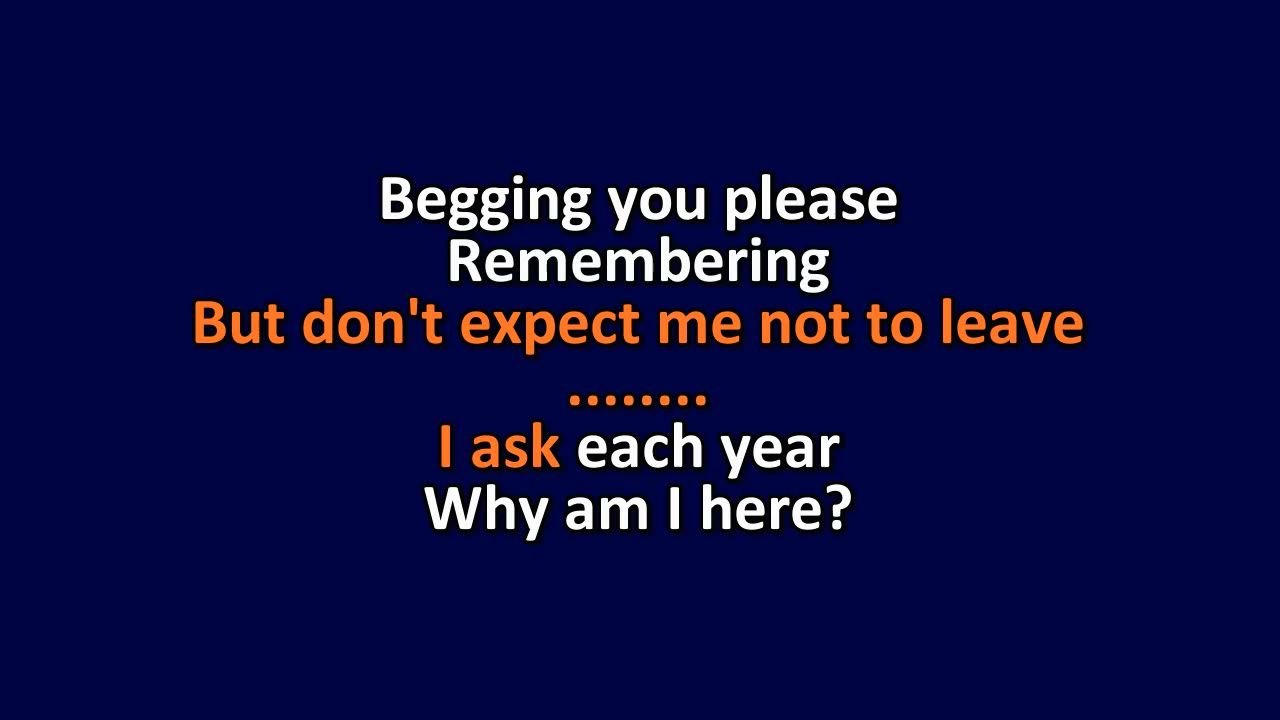 Begging you please
Remembering
But don't expect me not to leave
........
I ask each year
Why am I here?